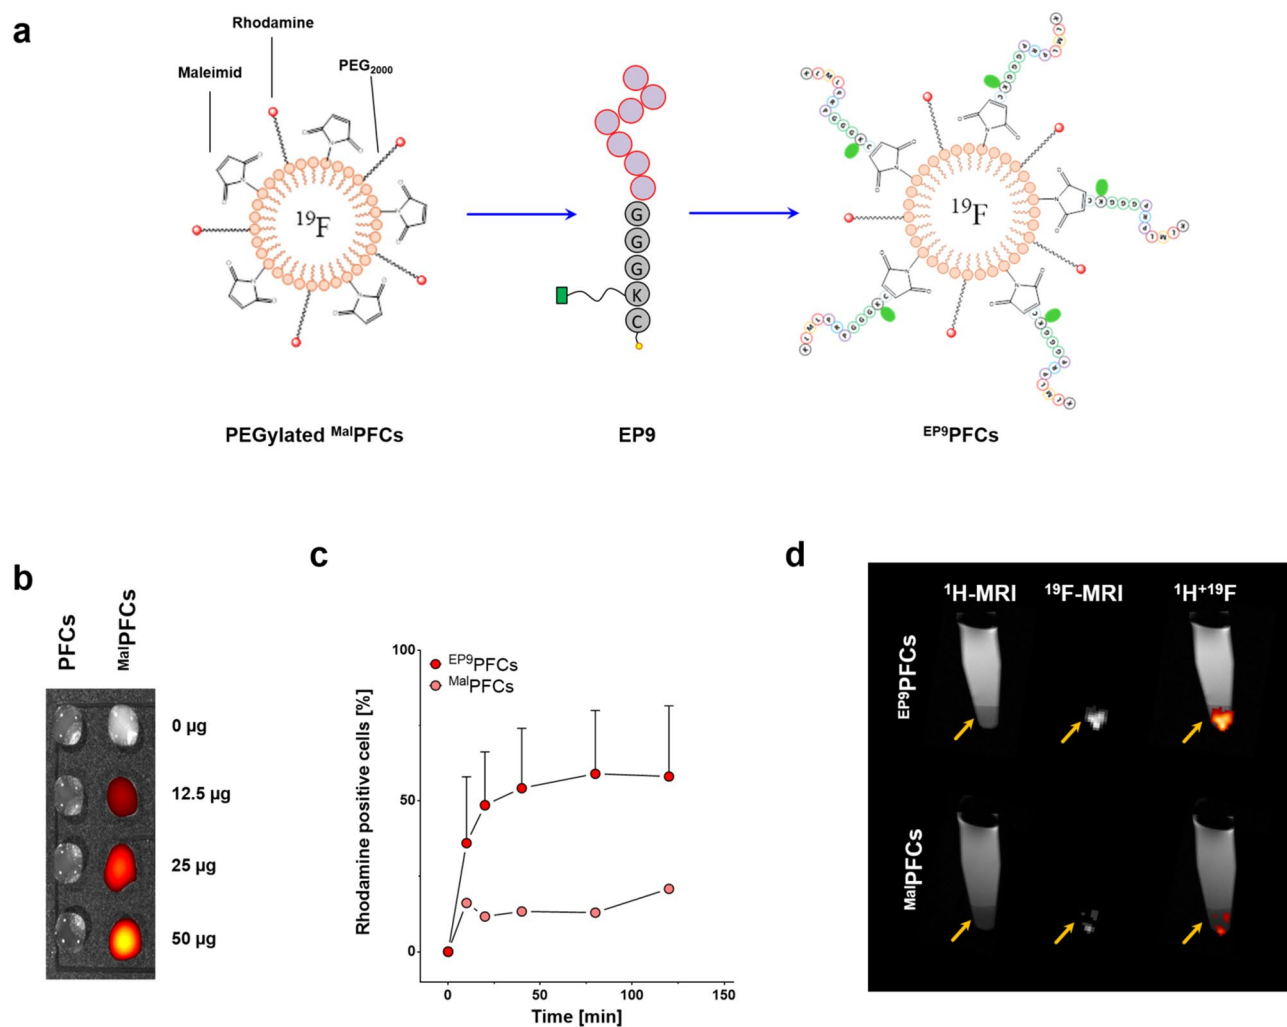 a
Rhodamine
Maleimid
PEG2000
19F
G
G
G
K
C
19F
PEGylated MalPFCs
EP9
EP9PFCs
b
PFCs
MalPFCs
0 µg
12.5 µg
25 µg
50 µg
c
100
50
0
EP9PFCs
MalPFCs
Rhodamine positive cells [%]
0
50
100
150
Time [min]
d
1H-MRI
19F-MRI
1H+19F
EP9PFCs
MalPFCs